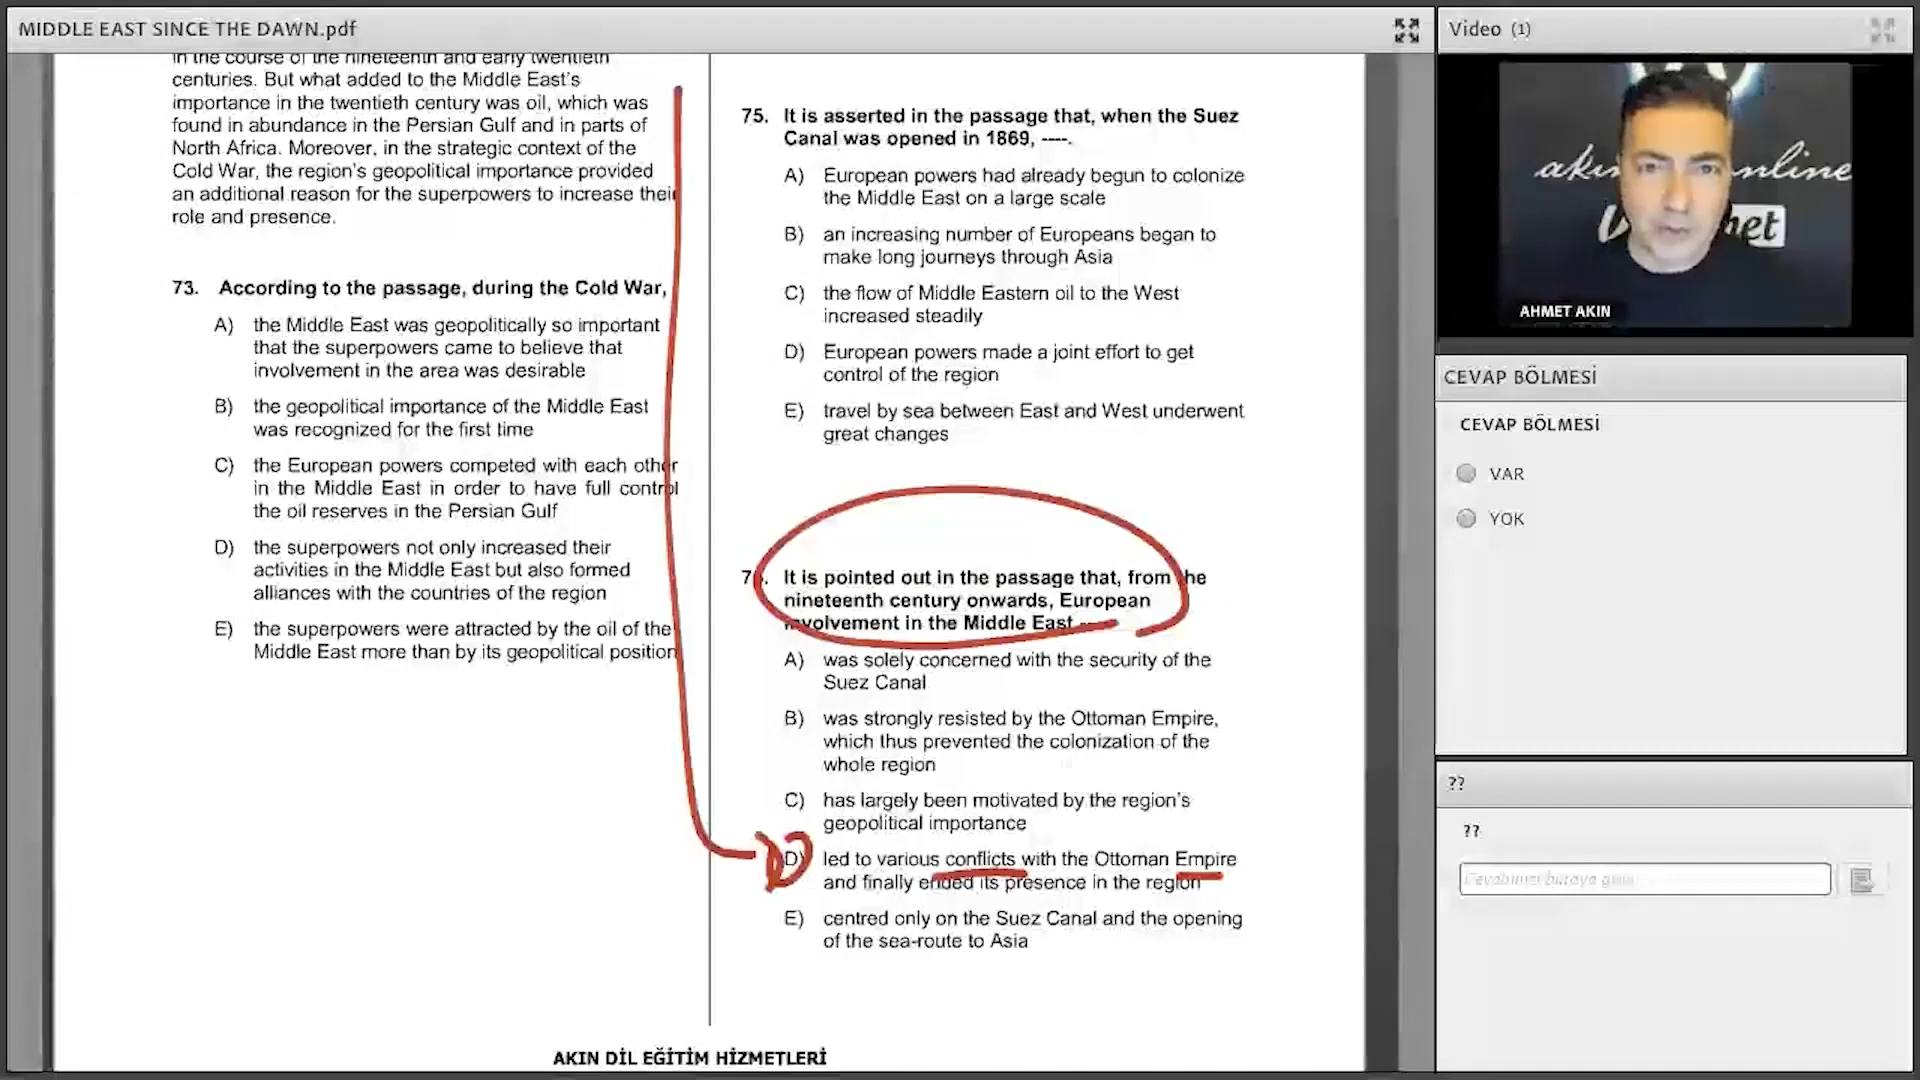 MIDDLE EAST SINCE THE DAWN.pdf
in the course of the nineteenth and early twentieth
centuries. But what added to the Middle East's
importance in the twentieth century was oil, which was
found in abundance in the Persian Gulf and in parts of
North Africa. Moreover, in the strategic context of the
Cold War, the region's geopolitical importance provided
an additional reason for the superpowers to increase their
role and presence.
73. According to the passage, during the Cold War,
A) the Middle East was geopolitically so important
that the superpowers came to believe that
involvement in the area was desirable
B) the geopolitical importance of the Middle East
was recognized for the first time
C) the European powers competed with each other
in the Middle East in order to have full control
the oil reserves in the Persian Gulf
D) the superpowers not only increased their
activities in the Middle East but also formed
alliances with the countries of the region
E) the superpowers were attracted by the oil of the
Middle East more than by its geopolitical position
75. It is asserted in the passage that, when the Suez
Canal was opened in 1869, ----.
A) European powers had already begun to colonize
the Middle East on a large scale
B) an increasing number of Europeans began to
make long journeys through Asia
C) the flow of Middle Eastern oil to the West
increased steadily
D) European powers made a joint effort to get
control of the region
E) travel by sea between East and West underwent
great changes
76. It is pointed out in the passage that, from the
nineteenth century onwards, European
involvement in the Middle East ----.
A) was solely concerned with the security of the
Suez Canal
B) was strongly resisted by the Ottoman Empire,
which thus prevented the colonization of the
whole region
C) has largely been motivated by the region's
geopolitical importance
D) led to various conflicts with the Ottoman Empire
and finally ended its presence in the region
E) centred only on the Suez Canal and the opening
of the sea-route to Asia
AKIN DİL EĞİTİM HİZMETLERİ
Video (1)
AHMET AKIN
CEVAP BÖLMESİ
CEVAP BÖLMESİ
VAR
YOK
??
??